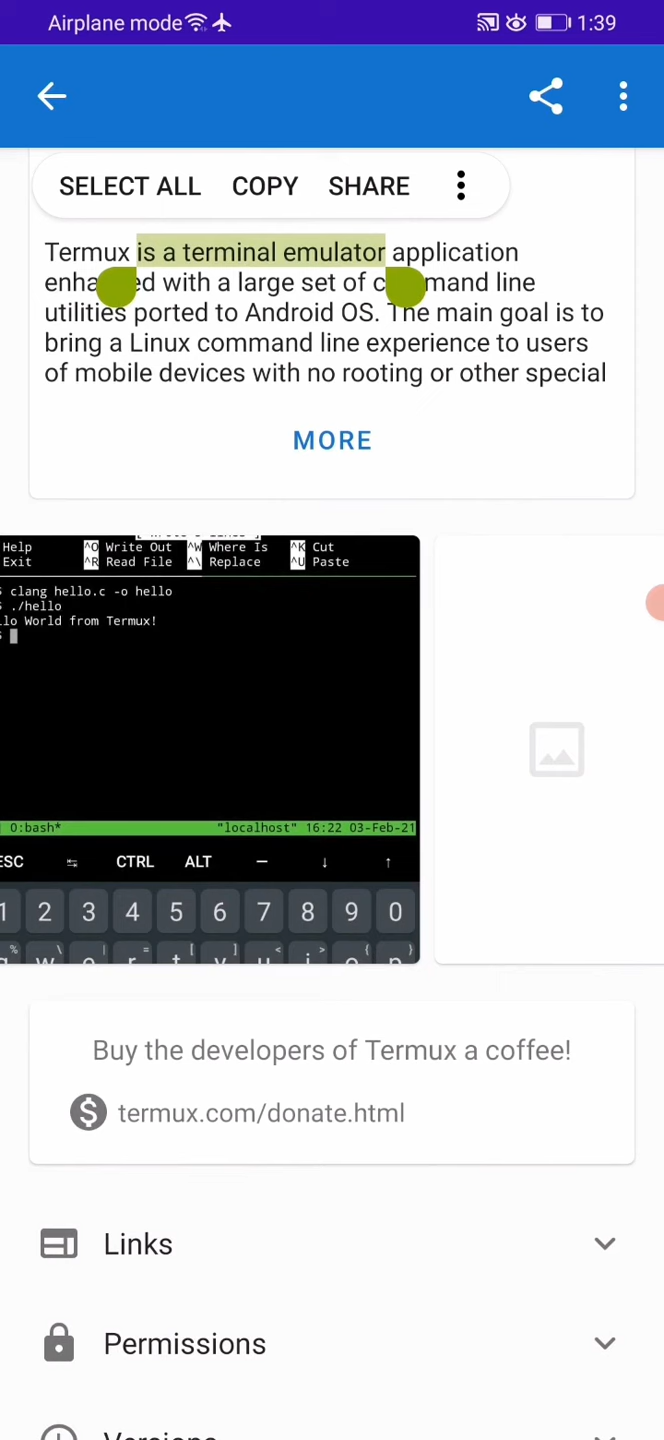 Airplane mode 1:39
SELECT ALL COPY SHARE
Termux is a terminal emulator application
enhanced with a large set of command line
utilities ported to Android OS. The main goal is to
bring a Linux command line experience to users
of mobile devices with no rooting or other special
MORE
Help ^O Write Out ^W Where Is ^K Cut
Exit ^R Read File ^\ Replace ^U Paste
$ clang hello.c -o hello
$ ./hello
lo World from Termux!
$
0:bash* "localhost" 16:22 03-Feb-21
ESC CTRL ALT – ↓ ↑
1 2 3 4 5 6 7 8 9 0
% \ | = [ ] < > { }
w e r t y u i o p
Buy the developers of Termux a coffee!
$ termux.com/donate.html
Links
Permissions
Versions